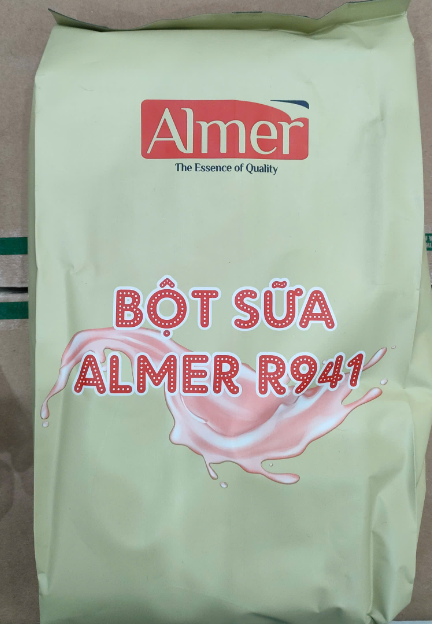 Almer
The Essence of Quality
BỘT SỮA
ALMER R941